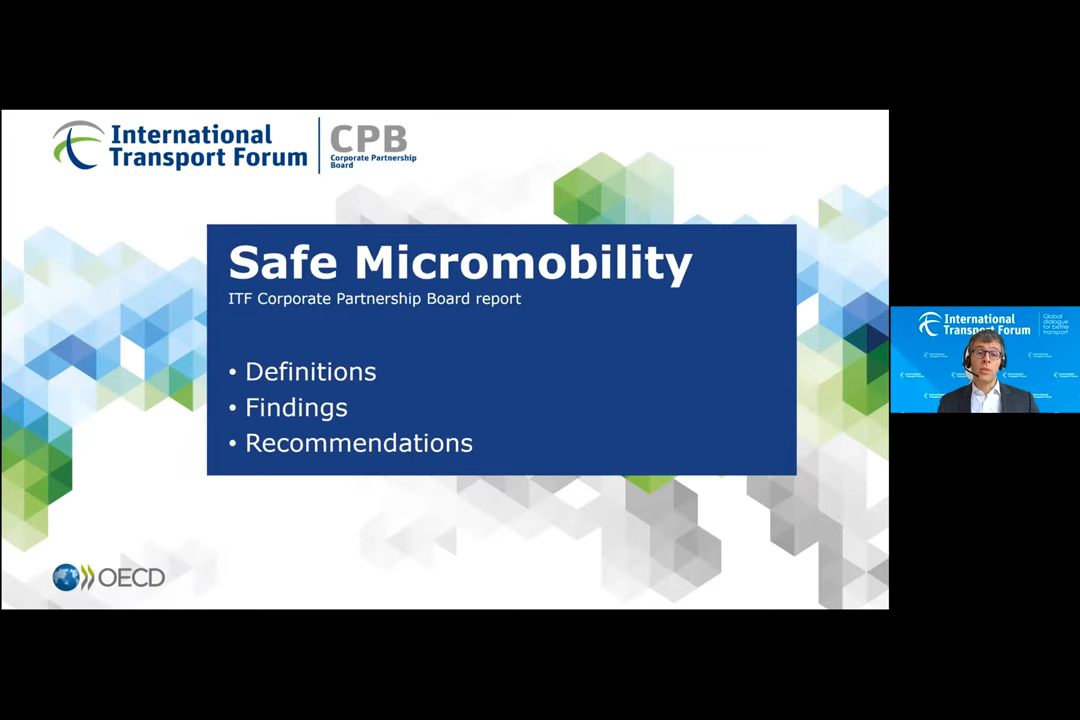 International
Transport Forum
CPB
Corporate Partnership
Board
Safe Micromobility
ITF Corporate Partnership Board report
• Definitions
• Findings
• Recommendations
OECD
International
Transport Forum
Global
dialogue
for better
transport